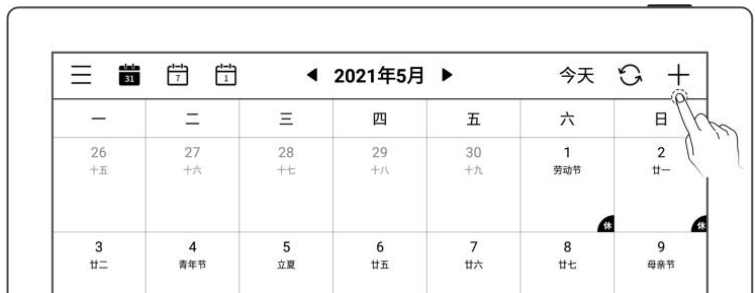 31 7 1 2021年5月 今天
一 二 三 四 五 六 日
26 27 28 29 30 1 2
十五 十六 十七 十八 十九 劳动节 廿一
休 休
3 4 5 6 7 8 9
廿二 青年节 立夏 廿五 廿六 廿七 母亲节